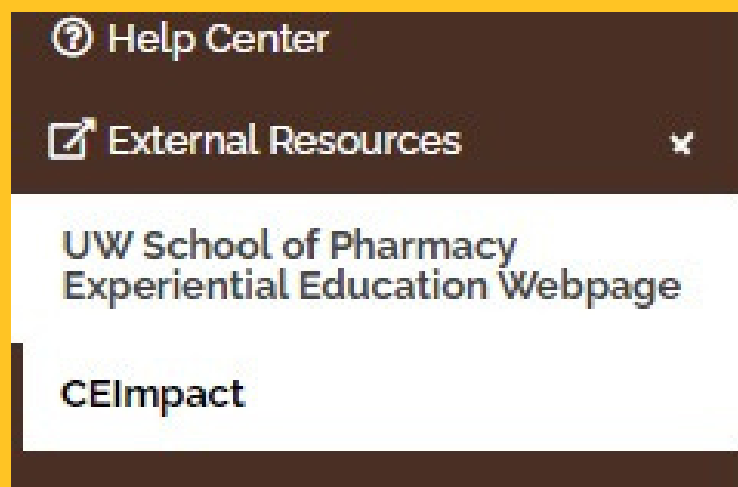 Help Center
External Resources
UW School of Pharmacy
Experiential Education Webpage
CEImpact